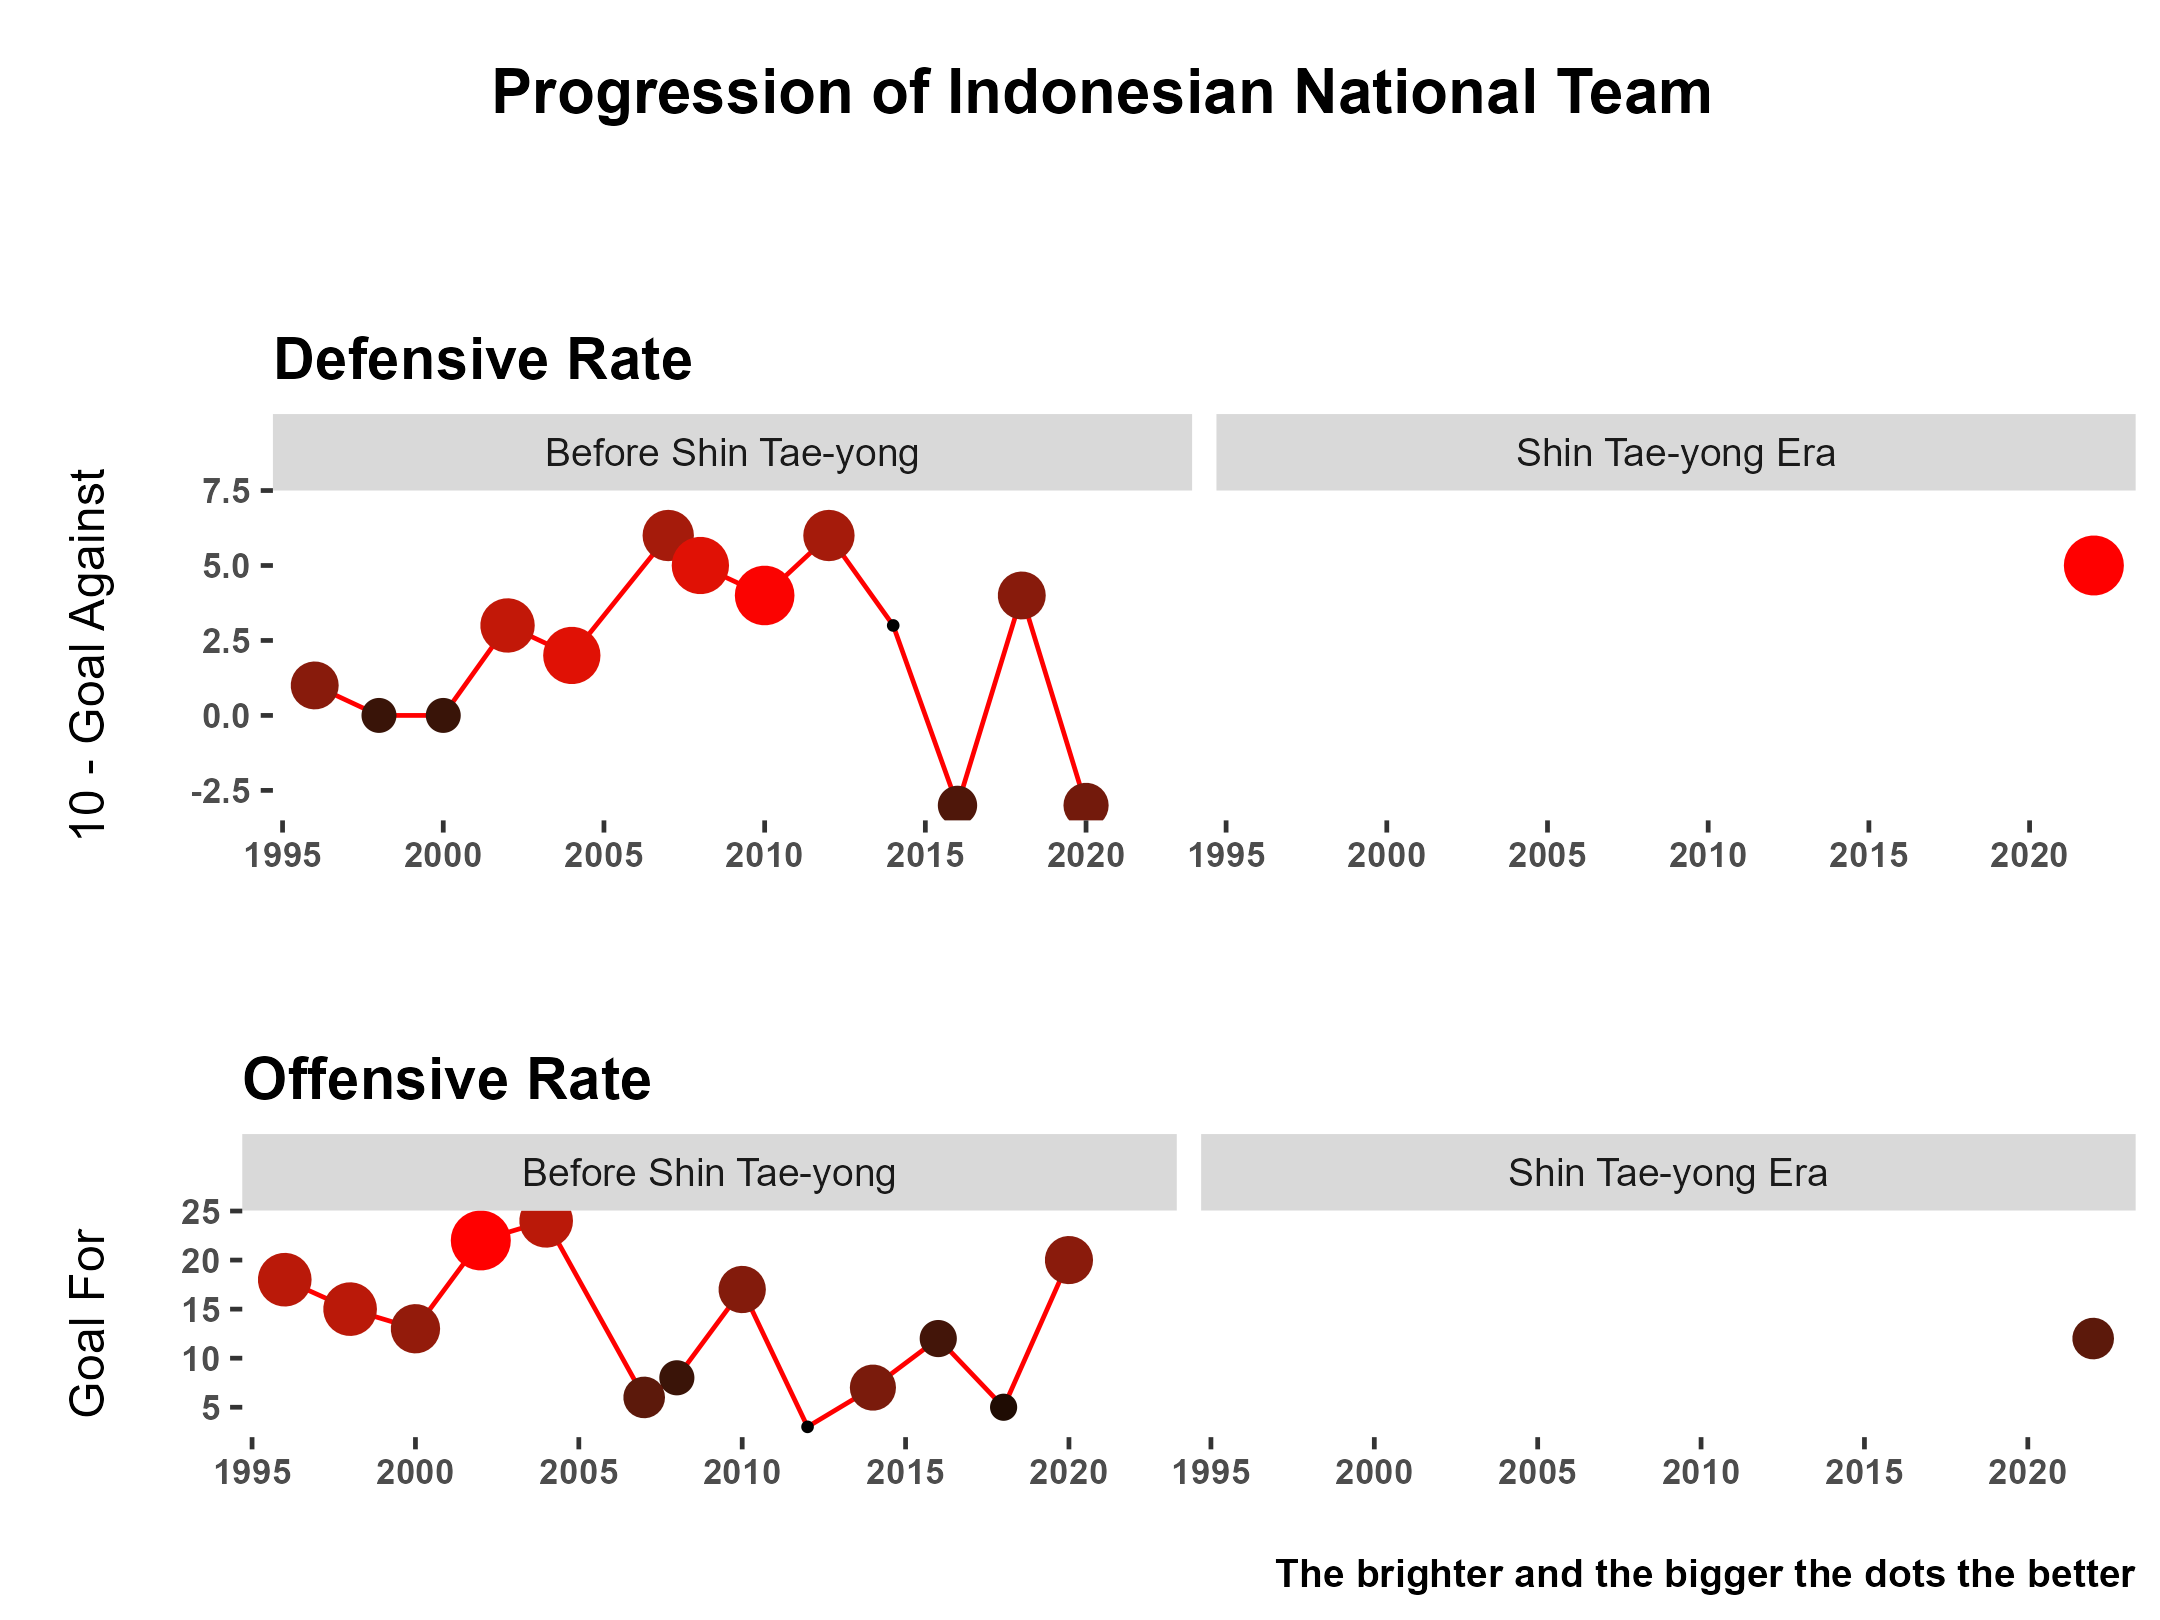 Progression of Indonesian National Team
Defensive Rate
Before Shin Tae-yong
Shin Tae-yong Era
10 - Goal Against
7.5
5.0
2.5
0.0
-2.5
1995 2000 2005 2010 2015 2020 1995 2000 2005 2010 2015 2020
Offensive Rate
Before Shin Tae-yong
Shin Tae-yong Era
Goal For
25
20
15
10
5
1995 2000 2005 2010 2015 2020 1995 2000 2005 2010 2015 2020
The brighter and the bigger the dots the better